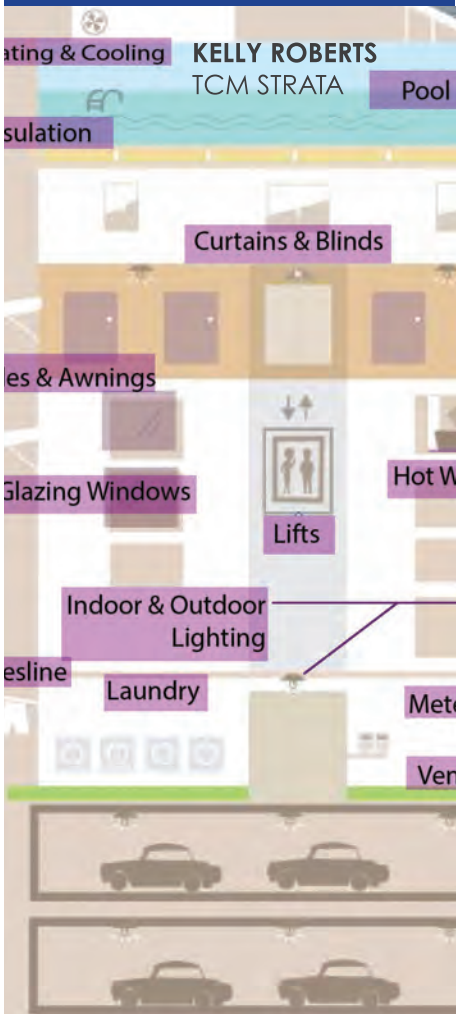 ating & Cooling
KELLY ROBERTS
TCM STRATA
Pool
sulation
Curtains & Blinds
les & Awnings
Glazing Windows
Hot W
Lifts
Indoor & Outdoor
Lighting
esline
Laundry
Mete
Ven